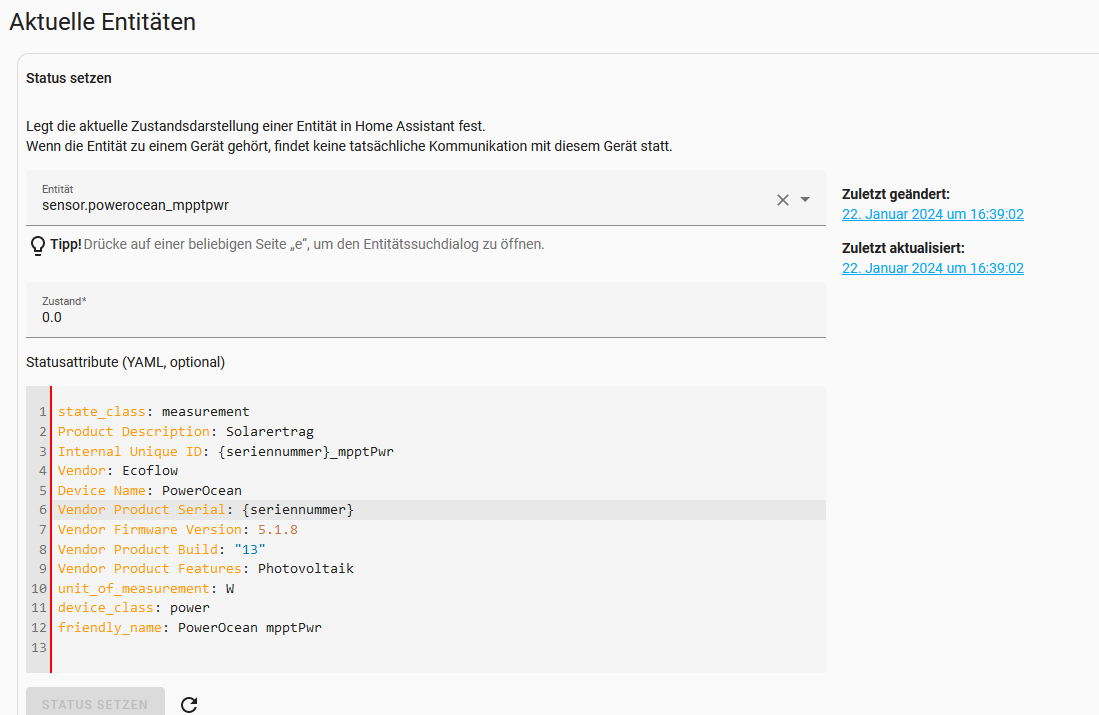 Aktuelle Entitäten
Status setzen
Legt die aktuelle Zustandsdarstellung einer Entität in Home Assistant fest.
Wenn die Entität zu einem Gerät gehört, findet keine tatsächliche Kommunikation mit diesem Gerät statt.
Entität
sensor.powerocean_mpptpwr
Tipp! Drücke auf einer beliebigen Seite „e“, um den Entitätssuchdialog zu öffnen.
Zuletzt geändert:
22. Januar 2024 um 16:39:02
Zuletzt aktualisiert:
22. Januar 2024 um 16:39:02
Zustand*
0.0
Statusattribute (YAML, optional)
1 state_class: measurement
2 Product Description: Solarertrag
3 Internal Unique ID: {seriennummer}_mpptPwr
4 Vendor: Ecoflow
5 Device Name: PowerOcean
6 Vendor Product Serial: {seriennummer}
7 Vendor Firmware Version: 5.1.8
8 Vendor Product Build: "13"
9 Vendor Product Features: Photovoltaik
10 unit_of_measurement: W
11 device_class: power
12 friendly_name: PowerOcean mpptPwr
13
STATUS SETZEN